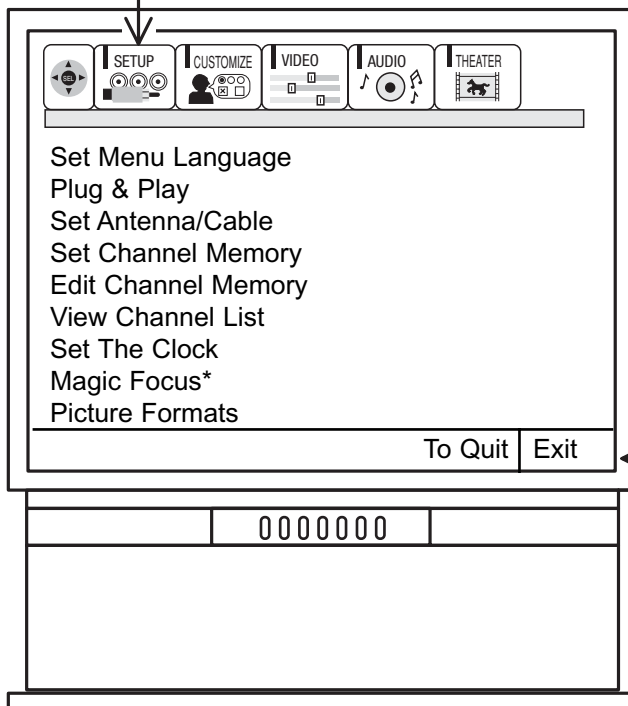 SEL
SETUP
CUSTOMIZE
VIDEO
AUDIO
THEATER
Set Menu Language
Plug & Play
Set Antenna/Cable
Set Channel Memory
Edit Channel Memory
View Channel List
Set The Clock
Magic Focus*
Picture Formats
To Quit Exit